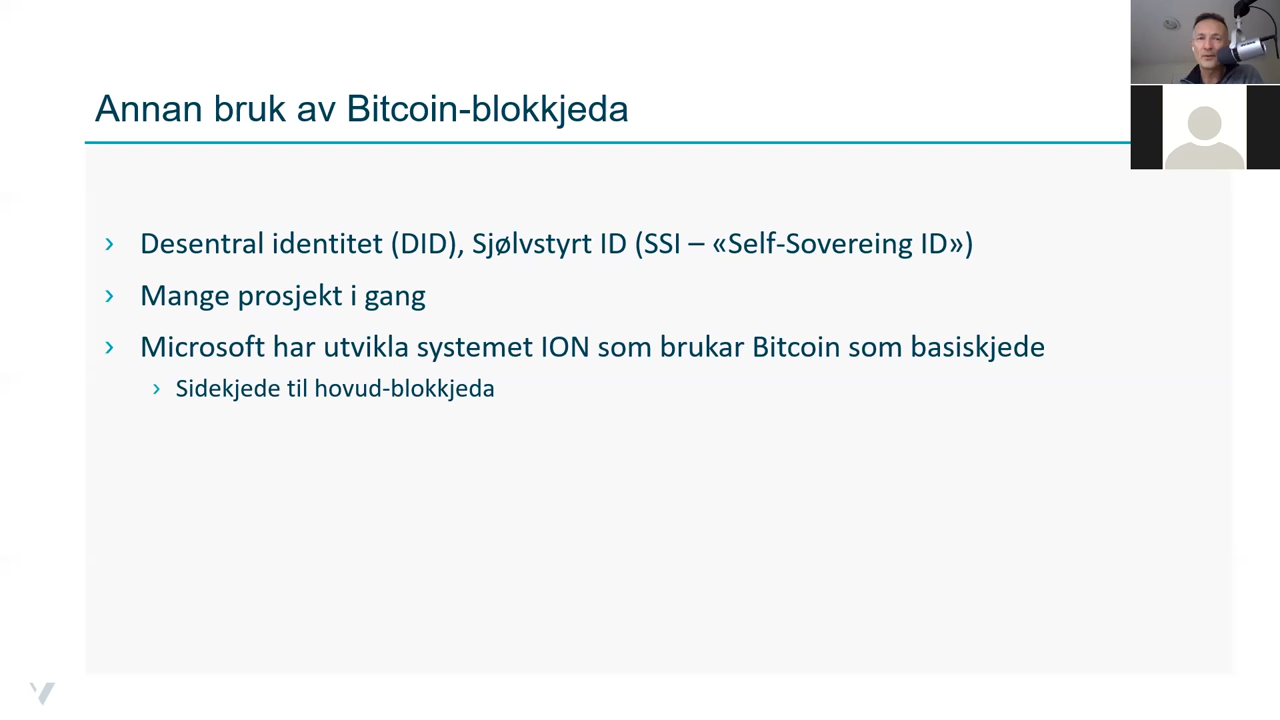 Annan bruk av Bitcoin-blokkjeda
› Desentral identitet (DID), Sjølvstyrt ID (SSI – «Self-Sovereing ID»)
› Mange prosjekt i gang
› Microsoft har utvikla systemet ION som brukar Bitcoin som basiskjede
› Sidekjede til hovud-blokkjeda